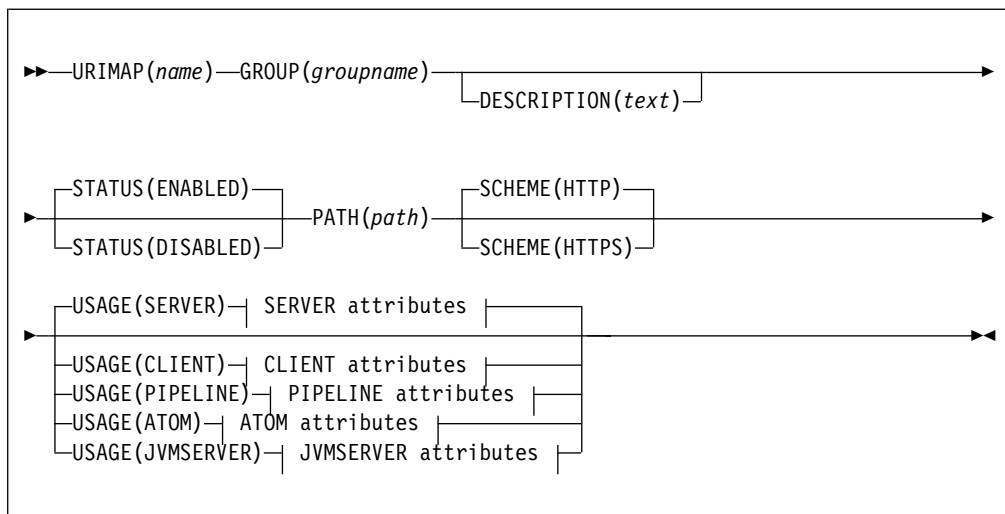 URIMAP(name) GROUP(groupname)
DESCRIPTION(text)
STATUS(ENABLED) SCHEME(HTTP)
PATH(path)
STATUS(DISABLED) SCHEME(HTTPS)
USAGE(SERVER) SERVER attributes
USAGE(CLIENT) CLIENT attributes
USAGE(PIPELINE) PIPELINE attributes
USAGE(ATOM) ATOM attributes
USAGE(JVMSERVER) JVMSERVER attributes